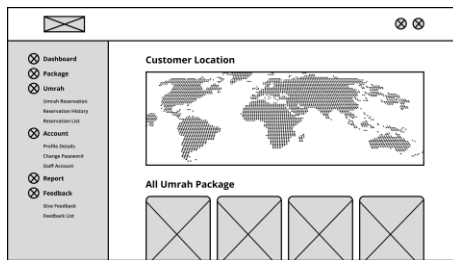 Dashboard
Package
Umrah
Umrah Reservation
Reservation History
Reservation List
Account
Profile Details
Change Password
Staff Account
Report
Feedback
Give Feedback
Feedback List
Customer Location
All Umrah Package